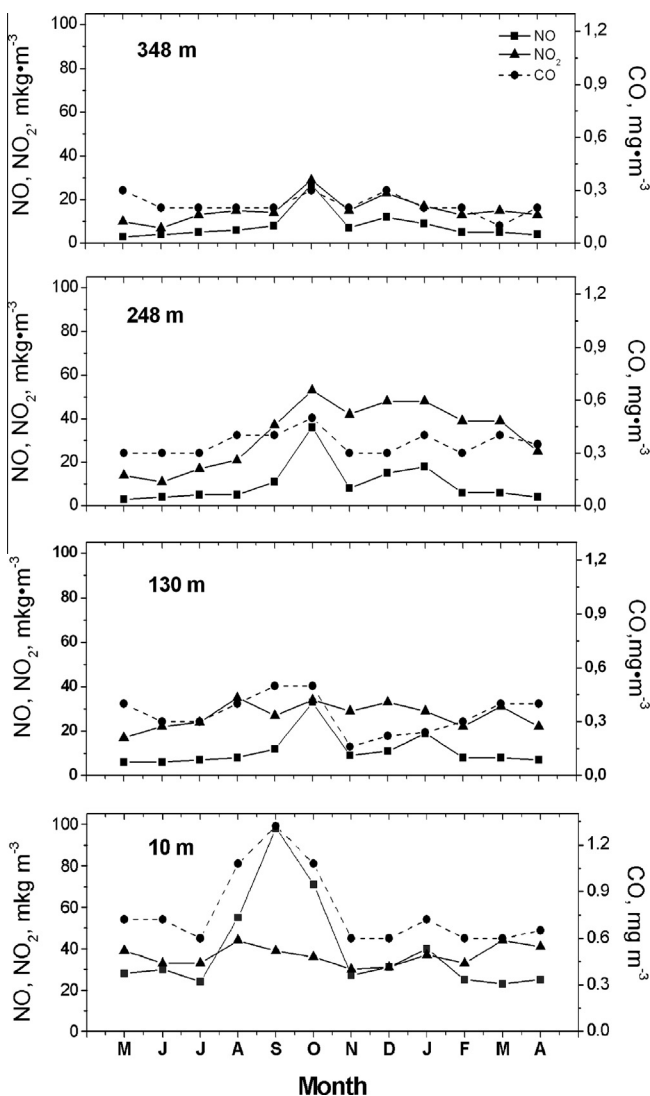 348 m
NO
NO₂
CO
100
80
60
40
20
0
1,2
0,9
0,6
0,3
0,0
NO, NO₂, mkg•m⁻³
CO, mg•m⁻³
248 m
100
80
60
40
20
0
1,2
0,9
0,6
0,3
0,0
NO, NO₂, mkg•m⁻³
CO, mg•m⁻³
130 m
100
80
60
40
20
0
1,2
0,9
0,6
0,3
0,0
NO, NO₂, mkg•m⁻³
CO,mg•m⁻³
10 m
100
80
60
40
20
0
1.2
0.9
0.6
0.3
0.0
NO, NO₂, mkg m⁻³
CO, mg m⁻³
M J J A S O N D J F M A
Month